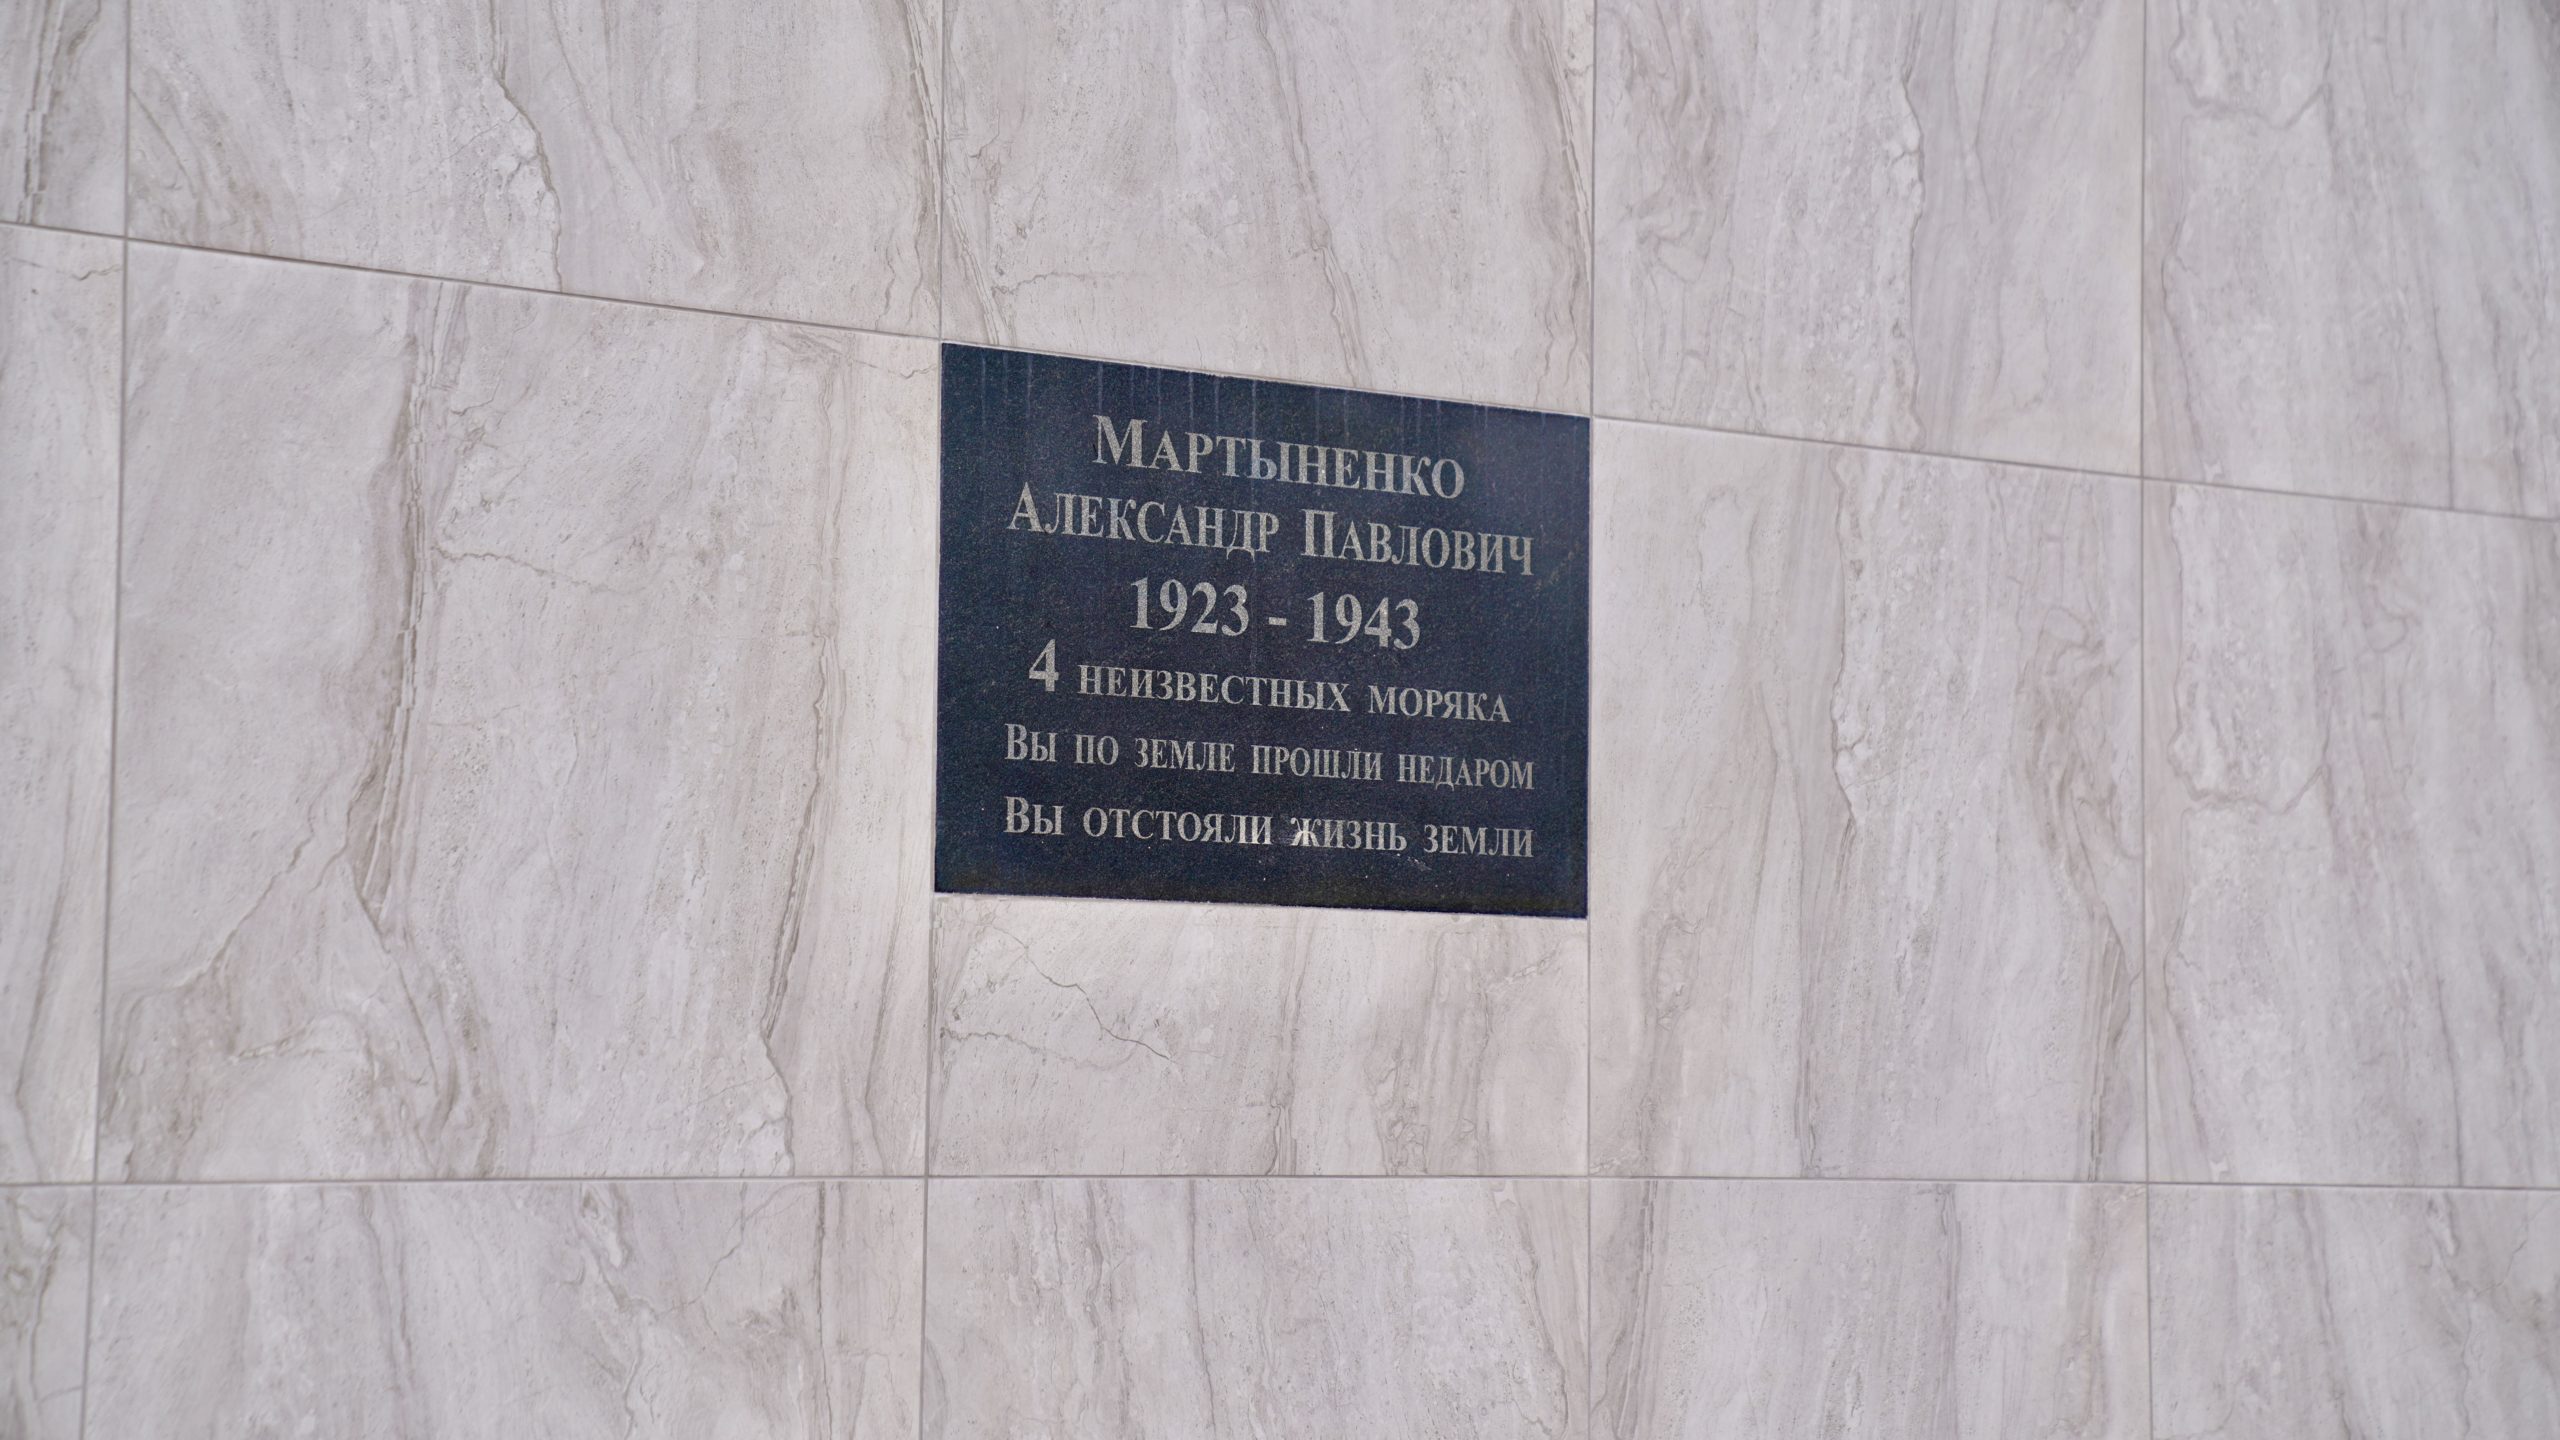 Мартыненко
Александр Павлович
1923 - 1943
4 неизвестных моряка
Вы по земле прошли недаром
Вы отстояли жизнь земли